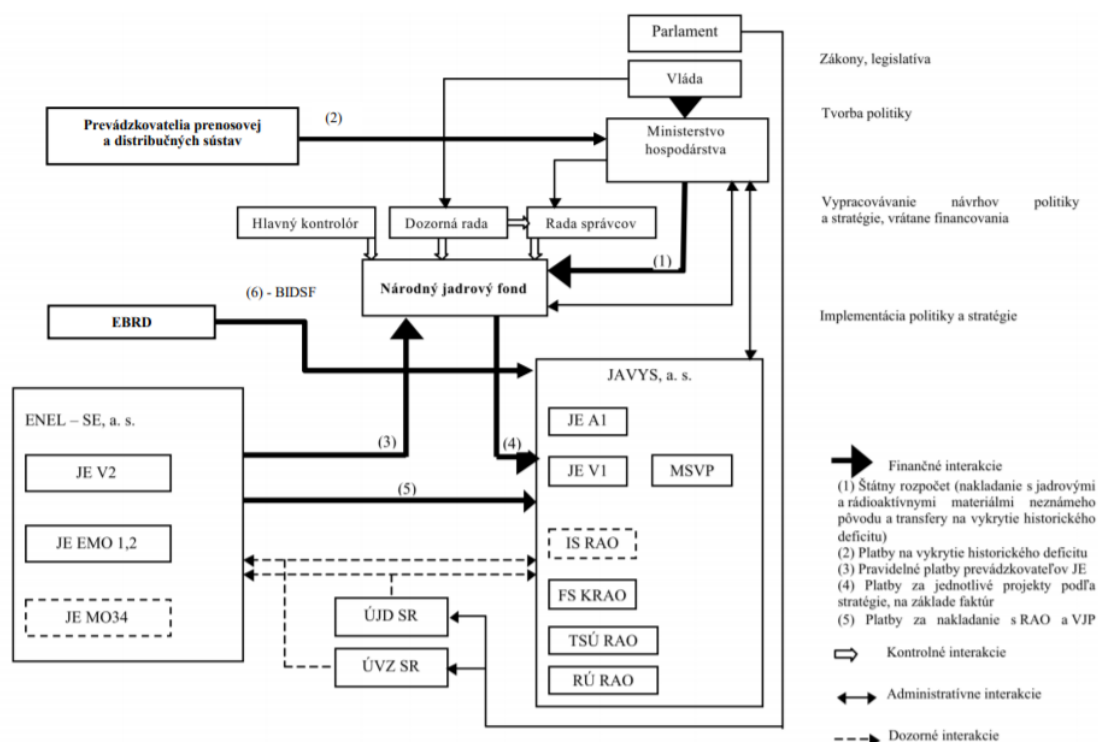 Parlament
Zákony, legislatíva
Vláda
Tvorba politiky
Prevádzkovatelia prenosovej
a distribučných sústav
(2)
Ministerstvo
hospodárstva
Vypracovávanie návrhov politiky
a stratégie, vrátane financovania
Hlavný kontrolór
Dozorná rada
Rada správcov
(1)
Národný jadrový fond
(6) - BIDSF
EBRD
Implementácia politiky a stratégie
JAVYS, a. s.
ENEL – SE, a. s.
JE A1
(3)
(4)
JE V2
JE V1
MSVP
(5)
JE EMO 1,2
IS RAO
JE MO34
FS KRAO
ÚJD SR
TSÚ RAO
ÚVZ SR
RÚ RAO
Finančné interakcie
(1) Štátny rozpočet (nakladanie s jadrovými
a rádioaktívnymi materiálmi neznámeho
pôvodu a transfery na vykrytie historického
deficitu)
(2) Platby na vykrytie historického deficitu
(3) Pravidelné platby prevádzkovateľov JE
(4) Platby za jednotlivé projekty podľa
stratégie, na základe faktúr
(5) Platby za nakladanie s RAO a VJP
Kontrolné interakcie
Administratívne interakcie
Dozorné interakcie